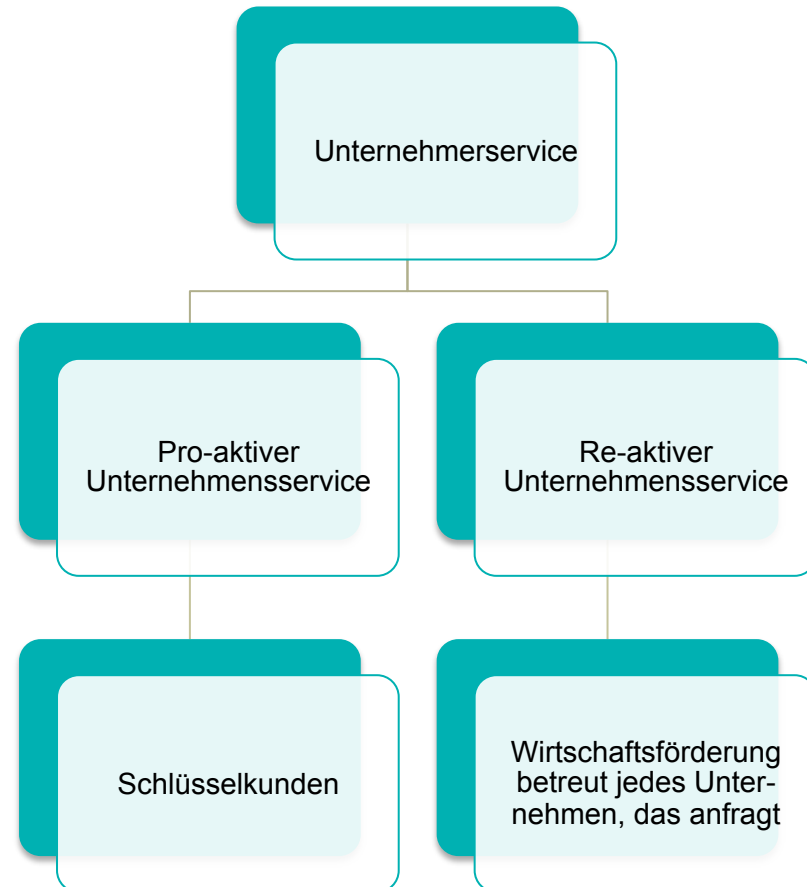 Unternehmerservice
Pro-aktiver
Unternehmensservice
Re-aktiver
Unternehmensservice
Schlüsselkunden
Wirtschaftsförderung
betreut jedes Unter-
nehmen, das anfragt